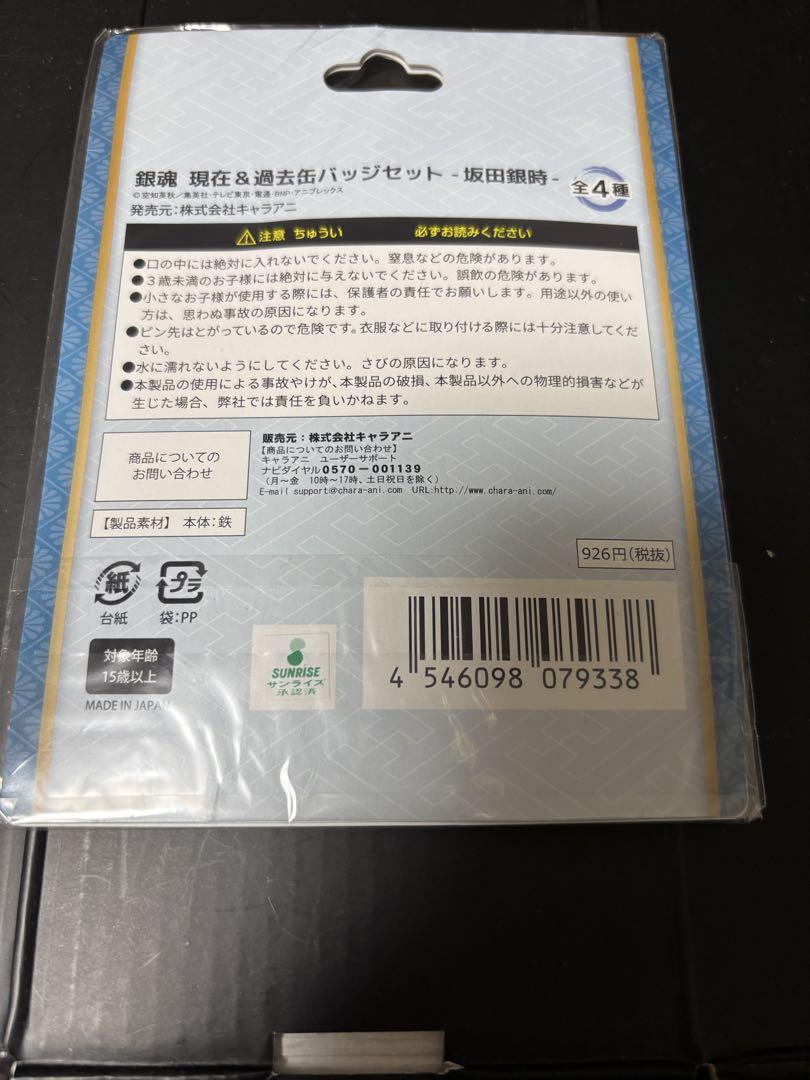 銀魂 現在＆過去缶バッジセット -坂田銀時-
全4種
©空知英秋／集英社・テレビ東京・電通・BNP・アニプレックス
発売元：株式会社キャラアニ
注意 ちゅうい 必ずお読みください
●口の中には絶対に入れないでください。窒息などの危険があります。
●３歳未満のお子様には絶対に与えないでください。誤飲の危険があります。
●小さなお子様が使用する際には、保護者の責任でお願いします。用途以外の使い
方は、思わぬ事故の原因になります。
●ピン先はとがっているので危険です。衣服などに取り付ける際には十分注意してくだ
さい。
●水に濡れないようにしてください。さびの原因になります。
●本製品の使用による事故やけが、本製品の破損、本製品以外への物理的損害などが
生じた場合、弊社では責任を負いかねます。
商品についての
お問い合わせ
販売元：株式会社キャラアニ
【商品についてのお問い合わせ】
キャラアニ ユーザーサポート
ナビダイヤル0570－001139
（月～金 10時～17時、土日祝日を除く）
E-mail support@chara-ani.com URL:http://www.chara-ani.com/
【製品素材】 本体：鉄
926円（税抜）
紙
プラ
台紙
袋：PP
対象年齢
15歳以上
MADE IN JAPAN
SUNRISE
サンライズ
承認済
4 546098 079338